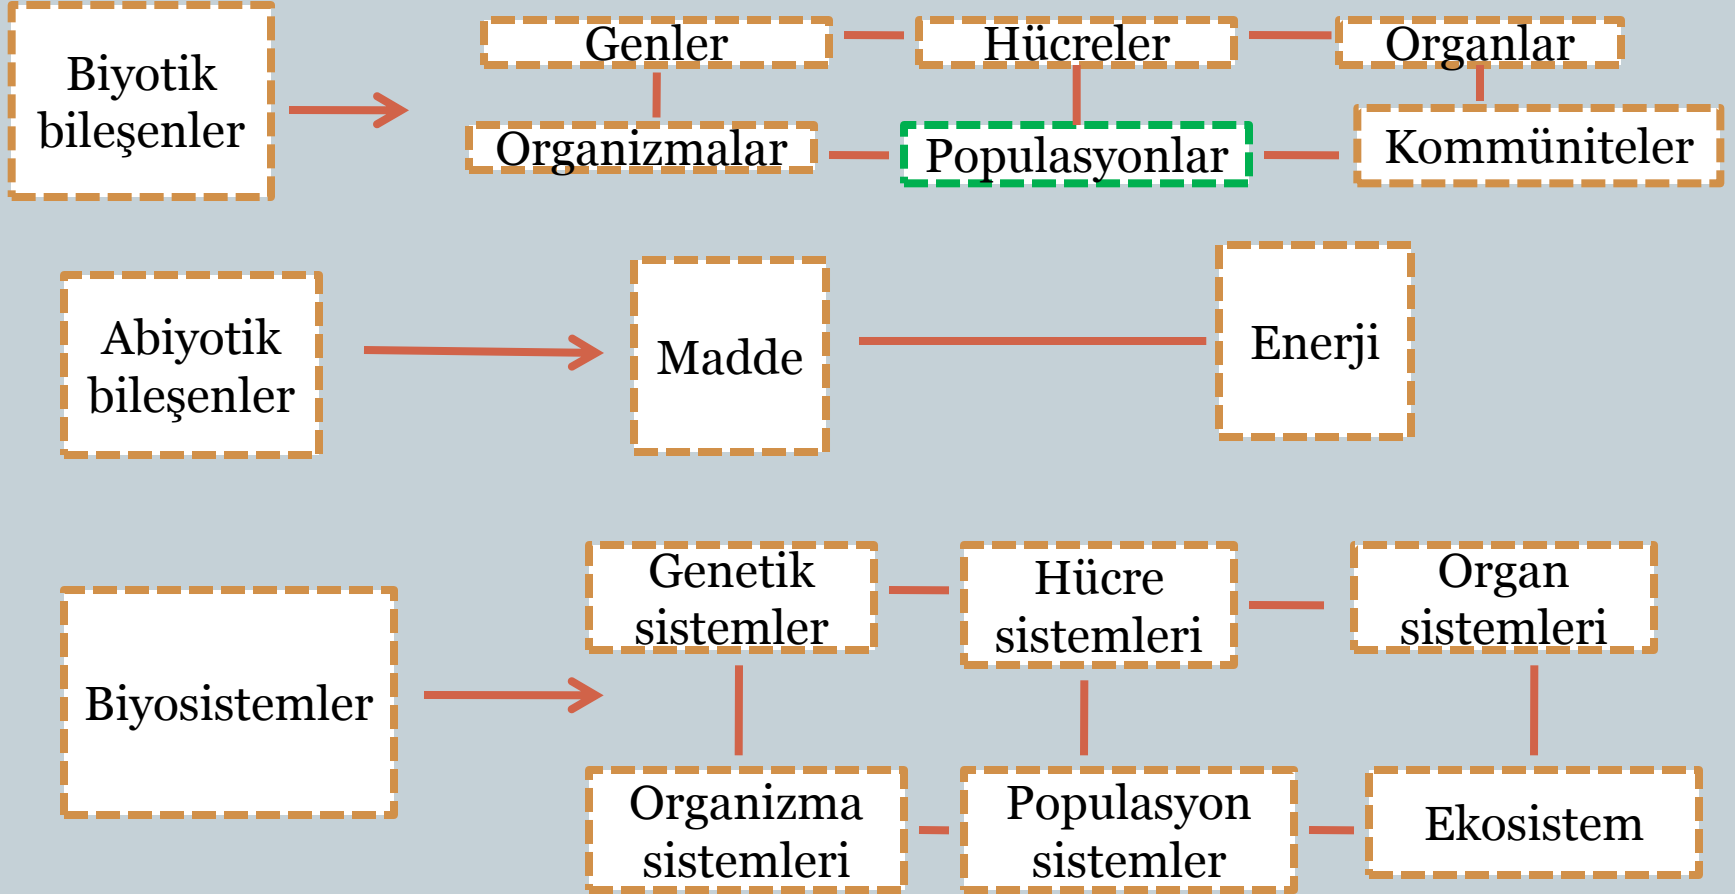 Biyotik
bileşenler
Genler
Hücreler
Organlar
Organizmalar
Populasyonlar
Kommüniteler
Abiyotik
bileşenler
Madde
Enerji
Biyosistemler
Genetik
sistemler
Hücre
sistemleri
Organ
sistemleri
Organizma
sistemleri
Populasyon
sistemler
Ekosistem